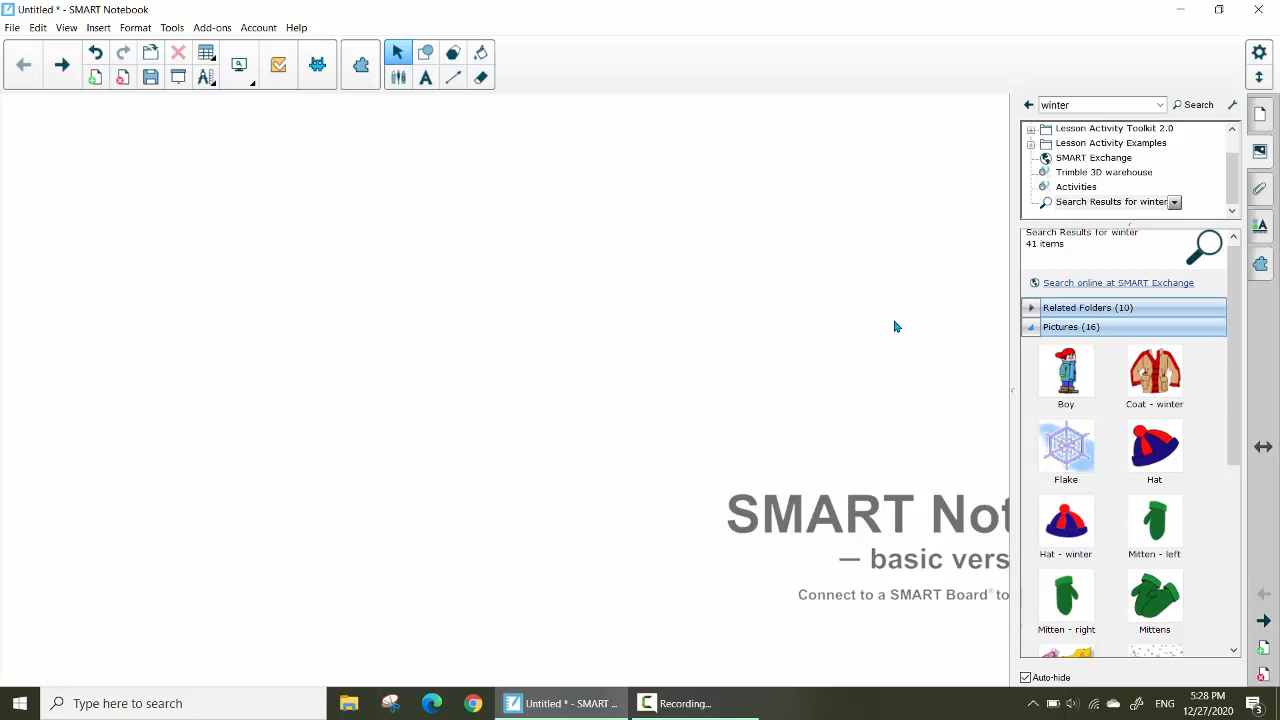 Untitled * - SMART Notebook
File Edit View Insert Format Tools Add-ons Account Help
winter
Search
Lesson Activity Toolkit 2.0
Lesson Activity Examples
SMART Exchange
Trimble 3D warehouse
Activities
Search Results for winter
Search Results for winter
41 items
Search online at SMART Exchange
Related Folders (10)
Pictures (16)
Boy
Coat - winter
Flake
Hat
Hat - winter
Mitten - left
Mitten - right
Mittens
SMART Not
— basic vers
Connect to a SMART Board® to
Auto-hide
Type here to search
Untitled * - SMART ...
Recording...
ENG
5:28 PM
12/27/2020
3